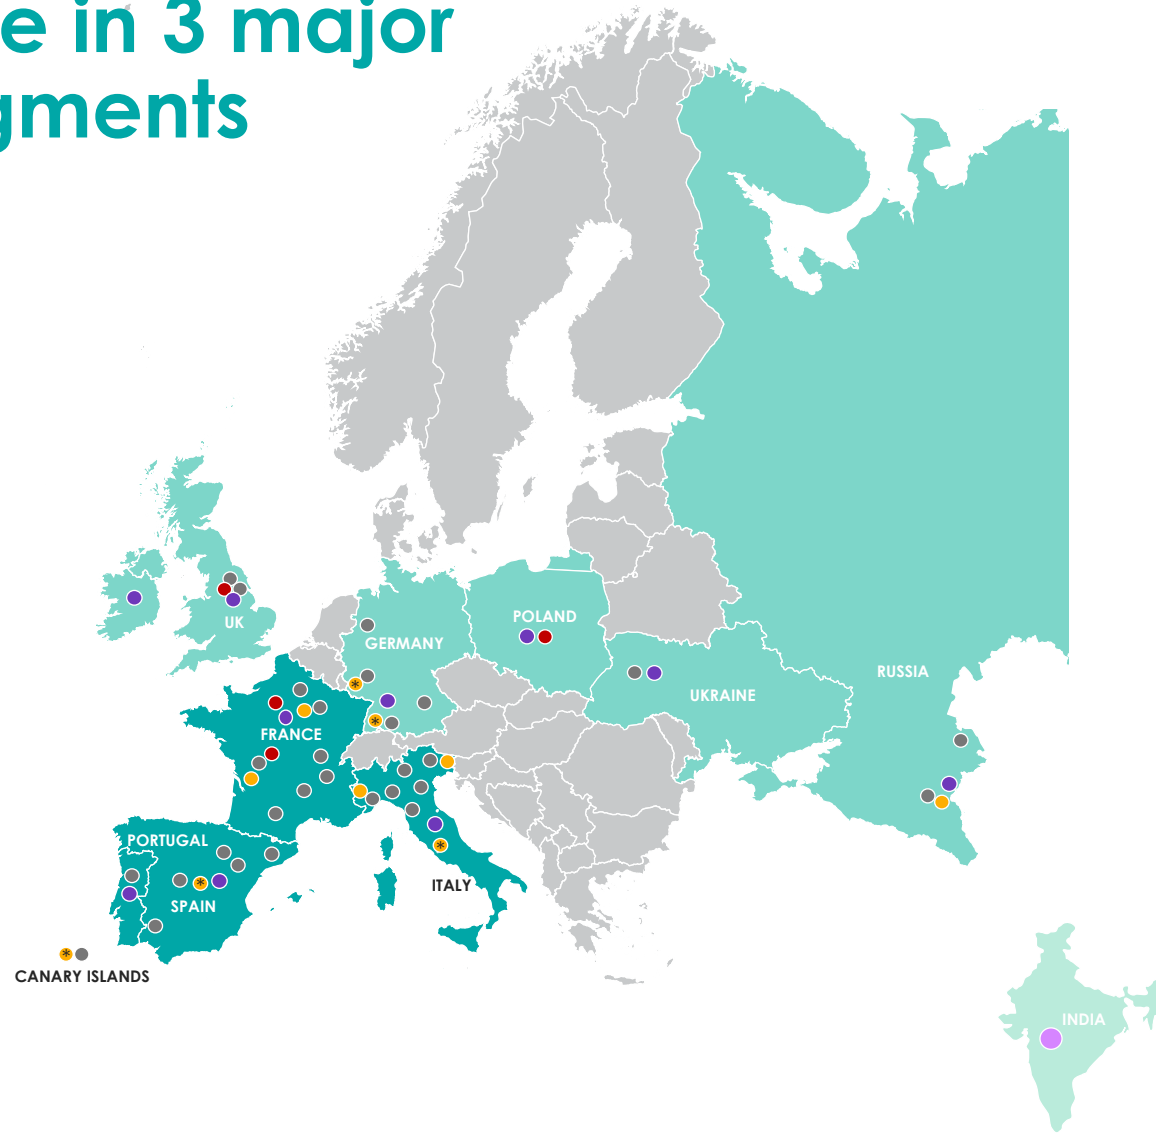 e in 3 major
gments
UK
POLAND
GERMANY
RUSSIA
UKRAINE
FRANCE
PORTUGAL
ITALY
SPAIN
CANARY ISLANDS
INDIA